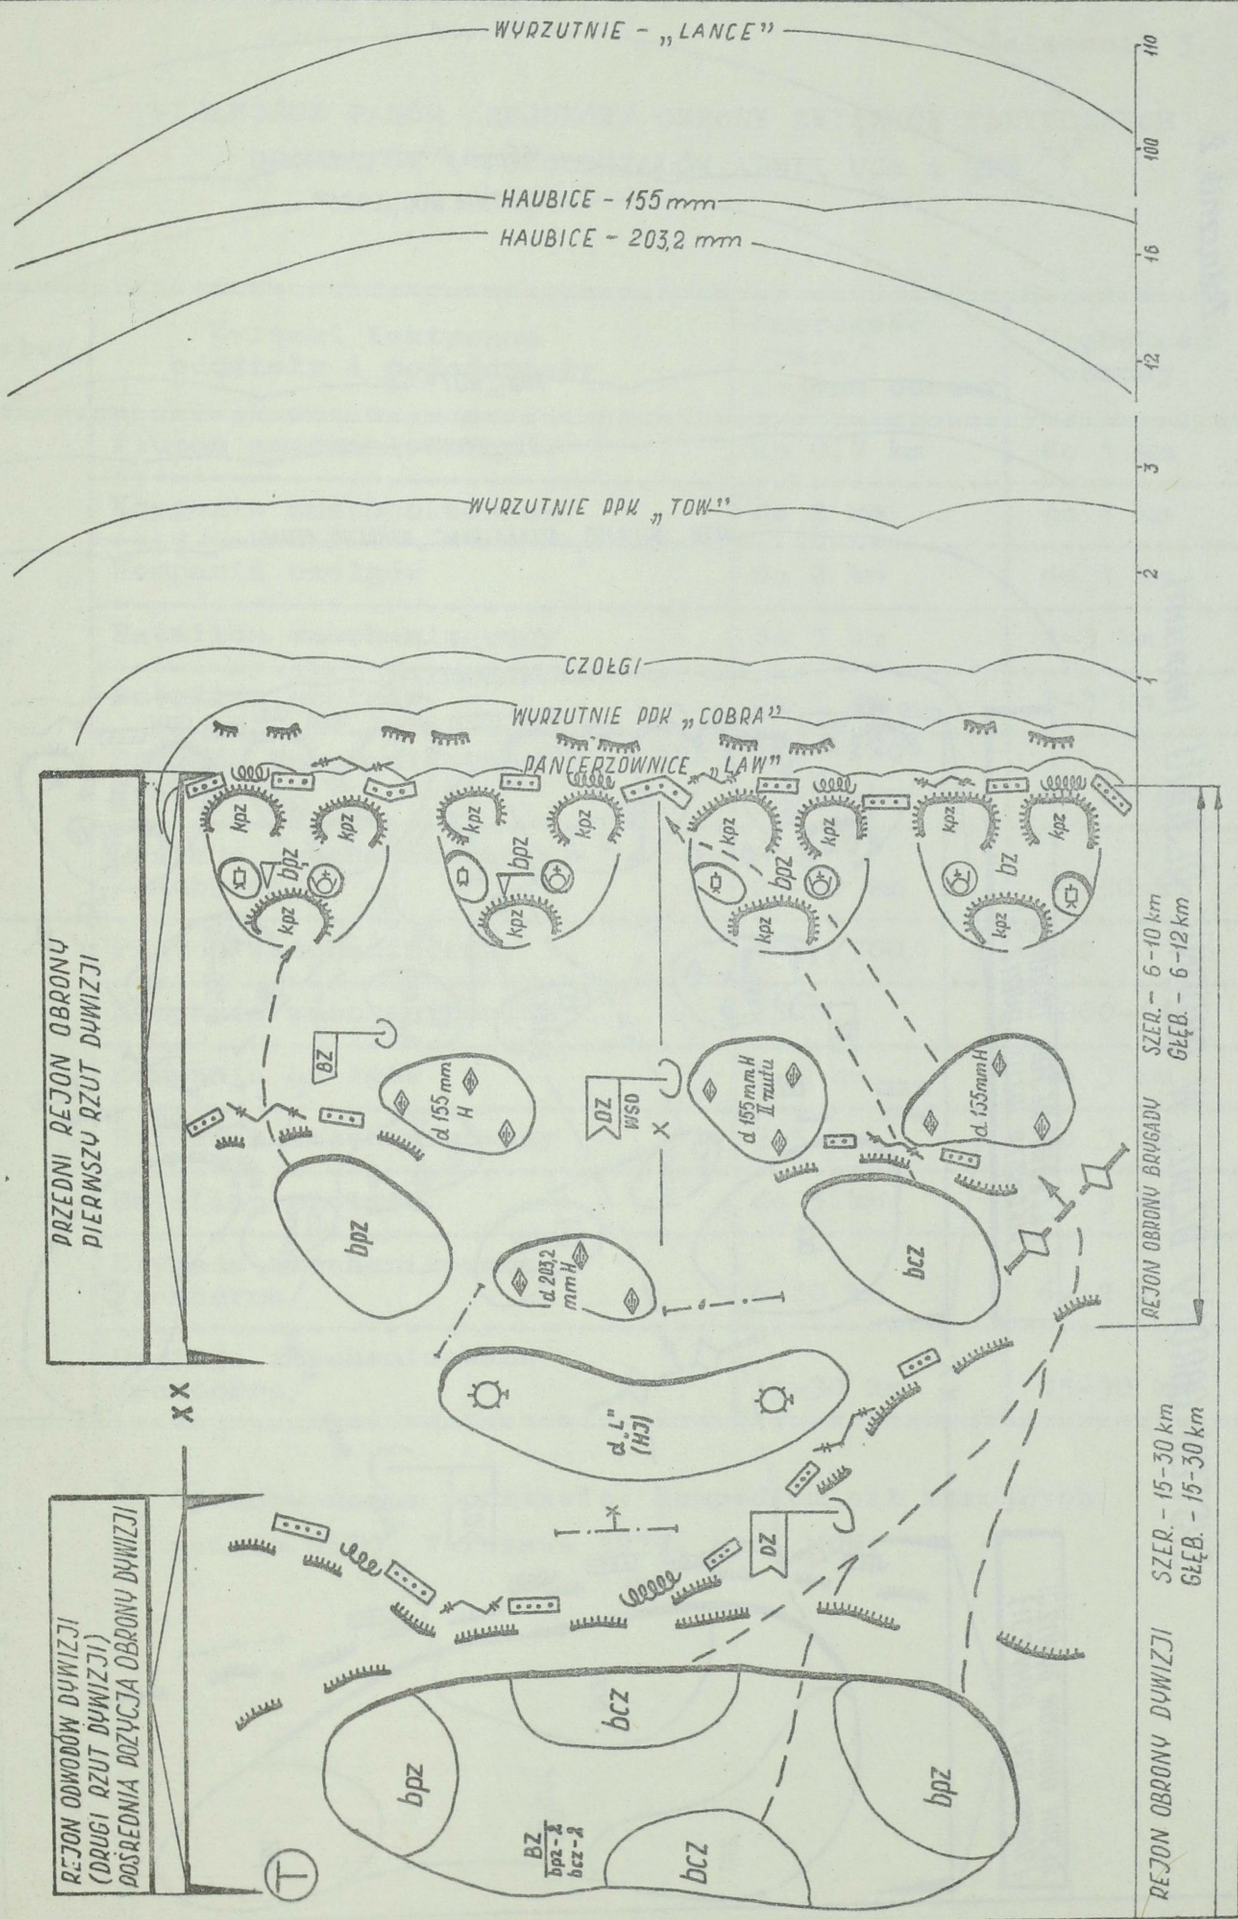 WYRZUTNIE - „LANCE”
HAUBICE - 155 mm
HAUBICE - 203,2 mm
WYRZUTNIE PPK „TOW”
CZOŁGI
WYRZUTNIE PPK „COBRA”
PANCERZOWNICE „LAW”
110
100
16
12
3
2
1
PRZEDNI REJON OBRONY
PIERWSZY RZUT DYWIZJI
kpz
kpz
bpz
kpz
kpz
kpz
bpz
kpz
kpz
kpz
bpz
kpz
kpz
kpz
bz
kpz
BZ
d 155 mm
H
DZ
WSD
X
d 155 mm H
II rzutu
d 155 mm H
bpz
d 203,2
mm H
bcz
d „L”
(HJ)
XX
DZ
REJON ODWODÓW DYWIZJI
(DRUGI RZUT DYWIZJI)
POŚREDNIA POZYCJA OBRONY DYWIZJI
T
bpz
bcz
bpz
bcz
BZ
bpz-2
bcz-2
REJON OBRONY BRYGADY
SZER. - 6-10 km
GŁĘB. - 6-12 km
REJON OBRONY DYWIZJI
SZER. - 15-30 km
GŁĘB. - 15-30 km